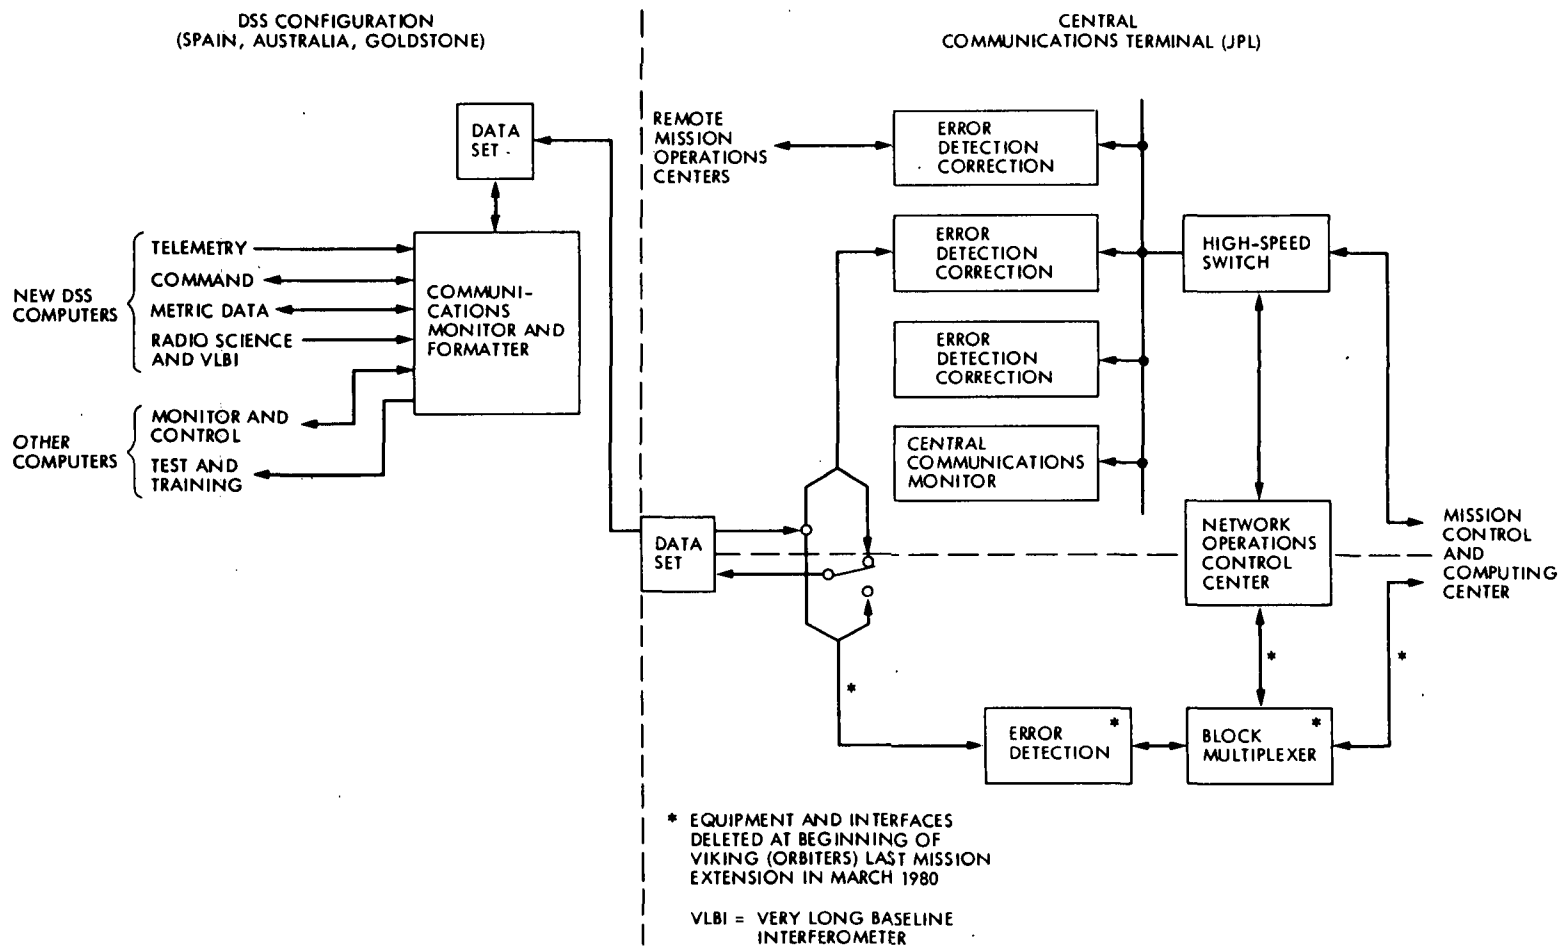 DSS CONFIGURATION
(SPAIN, AUSTRALIA, GOLDSTONE)
CENTRAL
COMMUNICATIONS TERMINAL (JPL)
DATA
SET
NEW DSS
COMPUTERS
TELEMETRY
COMMAND
METRIC DATA
RADIO SCIENCE
AND VLBI
OTHER
COMPUTERS
MONITOR AND
CONTROL
TEST AND
TRAINING
COMMUNI-
CATIONS
MONITOR AND
FORMATTER
REMOTE
MISSION
OPERATIONS
CENTERS
ERROR
DETECTION
CORRECTION
ERROR
DETECTION
CORRECTION
HIGH-SPEED
SWITCH
ERROR
DETECTION
CORRECTION
CENTRAL
COMMUNICATIONS
MONITOR
DATA
SET
NETWORK
OPERATIONS
CONTROL
CENTER
MISSION
CONTROL
AND
COMPUTING
CENTER
*
*
*
ERROR *
DETECTION
BLOCK *
MULTIPLEXER
* EQUIPMENT AND INTERFACES
DELETED AT BEGINNING OF
VIKING (ORBITERS) LAST MISSION
EXTENSION IN MARCH 1980
VLBI = VERY LONG BASELINE
INTERFEROMETER